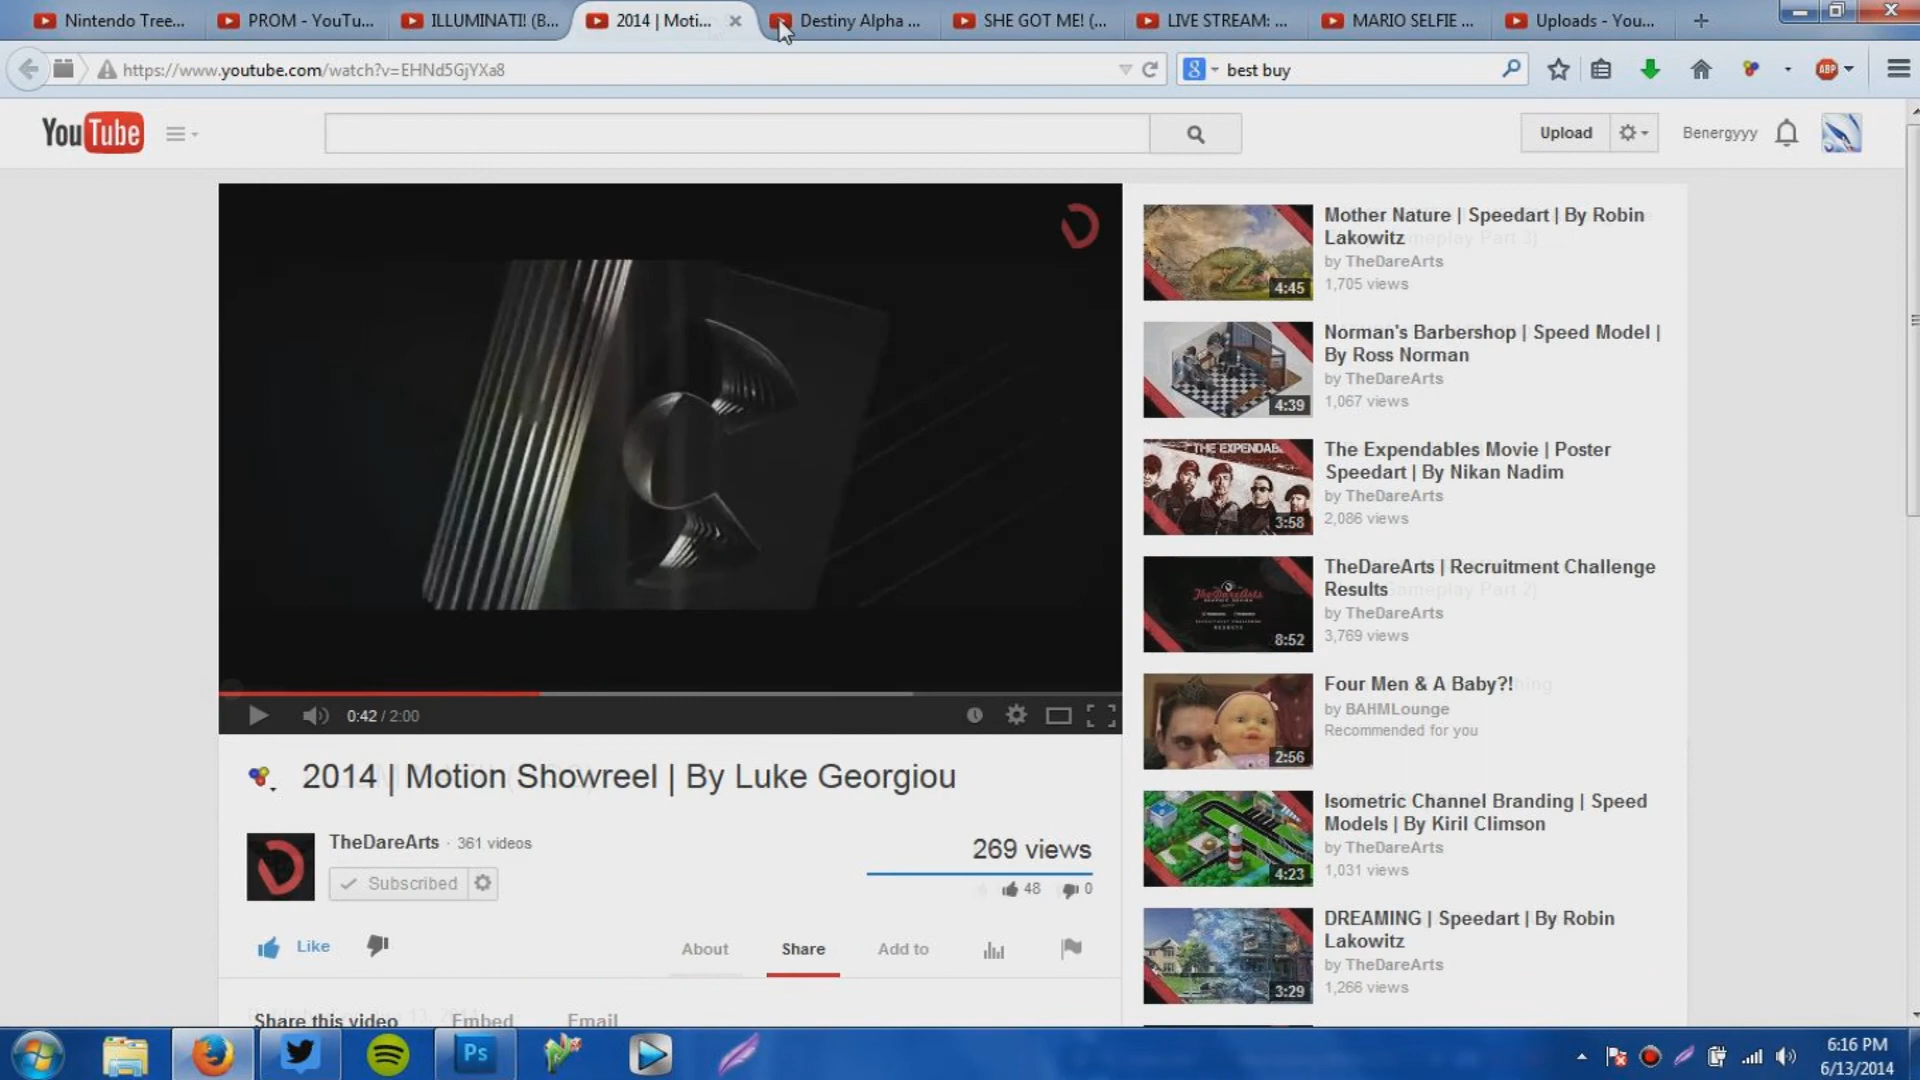 Nintendo Tree...
PROM - YouTu...
ILLUMINATI! (B...
2014 | Moti...
Destiny Alpha ...
SHE GOT ME! (...
LIVE STREAM: ...
MARIO SELFIE ...
Uploads - You...
https://www.youtube.com/watch?v=EHNd5GjYXa8
best buy
ABP
YouTube
Upload
Benergyyy
0:42 / 2:00
2014 | Motion Showreel | By Luke Georgiou
TheDareArts · 361 videos
Subscribed
269 views
48
0
Like
About
Share
Add to
Share this video
Embed
Email
Mother Nature | Speedart | By Robin
Lakowitz
by TheDareArts
1,705 views
4:45
Norman's Barbershop | Speed Model |
By Ross Norman
by TheDareArts
1,067 views
4:39
THE EXPENDAB
The Expendables Movie | Poster
Speedart | By Nikan Nadim
by TheDareArts
2,086 views
3:58
TheDareArts | Recruitment Challenge
Results
by TheDareArts
3,769 views
TheDareArts
8:52
Four Men & A Baby?!
by BAHMLounge
Recommended for you
2:56
Isometric Channel Branding | Speed
Models | By Kiril Climson
by TheDareArts
1,031 views
4:23
DREAMING | Speedart | By Robin
Lakowitz
by TheDareArts
1,266 views
3:29
Ps
6:16 PM
6/13/2014